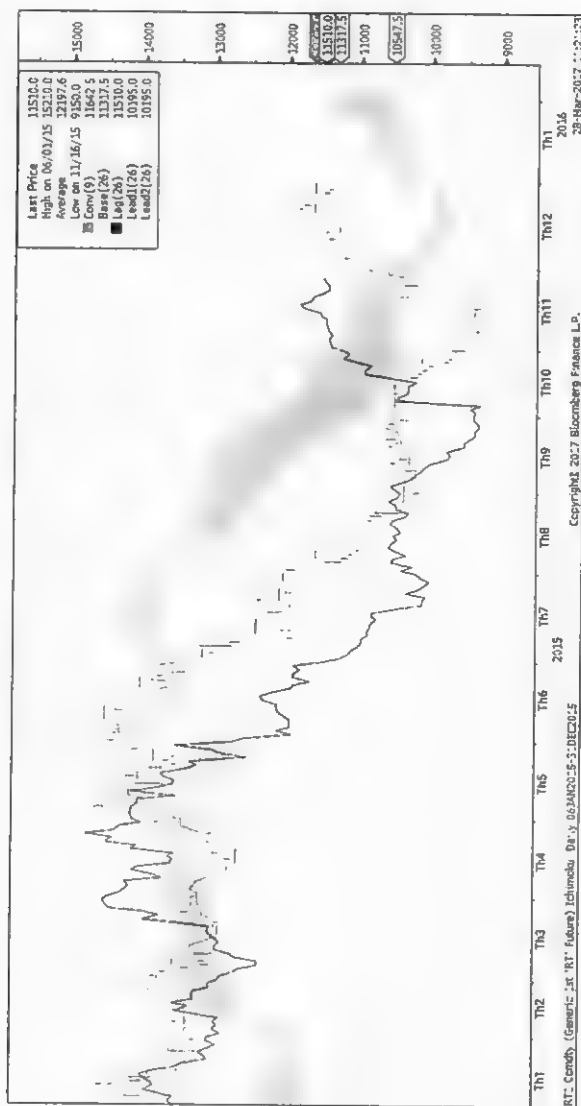 15000
14000
13000
12000
11510.0
11317.5
11000
10547.5
10000
9000
Last Price 11510.0
High on 06/01/15 15210.0
Average 12197.6
Low on 11/16/15 9150.0
Conv(9) 11642.5
Base(26) 11317.5
Lag(26) 11510.0
Lead1(26) 10195.0
Lead2(26) 10195.0
Th1 Th2 Th3 Th4 Th5 Th6 Th7 Th8 Th9 Th10 Th11 Th12 Th1
2015 2016
Comdty (Generic 1st 'RT' Future) Ichimoku Daily 06JAN2015-31DEC2015 Copyright 2017 Bloomberg Finance L.P. 28-Mar-2017